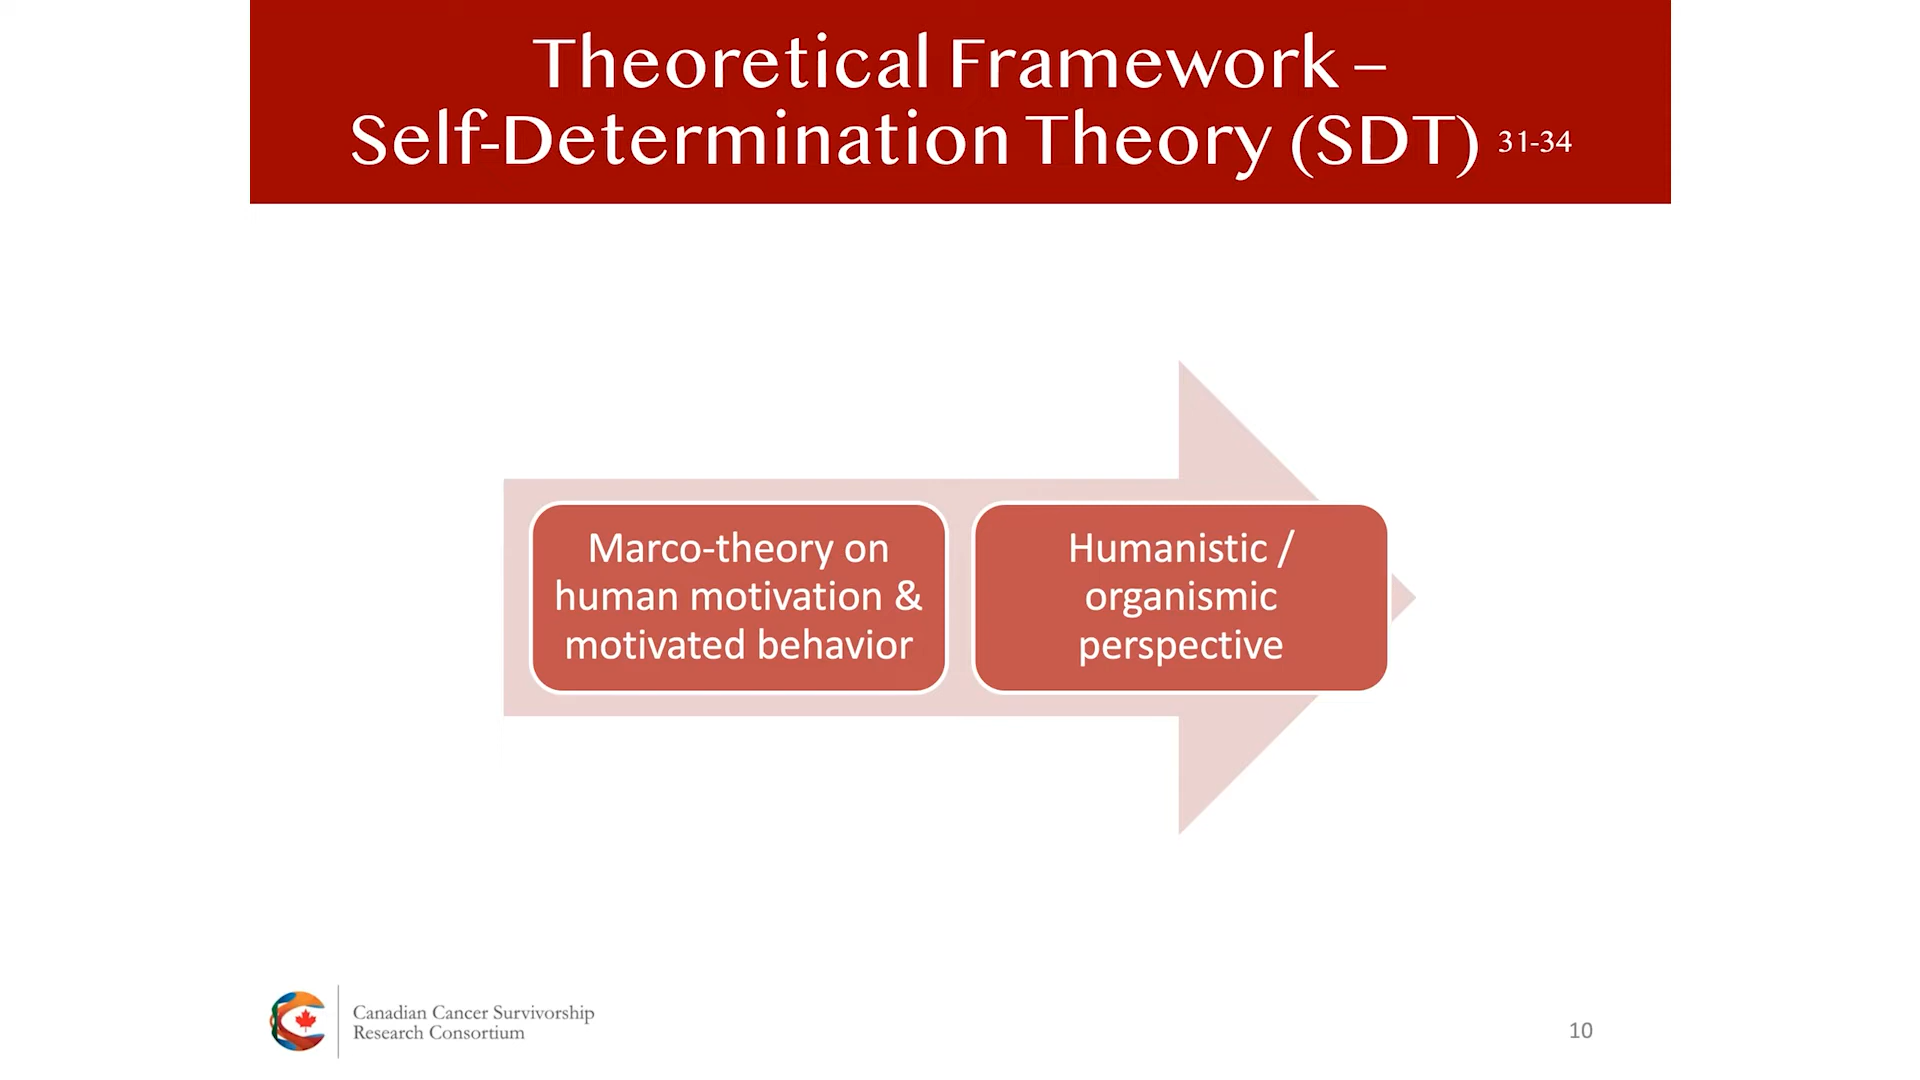 Theoretical Framework –
Self-Determination Theory (SDT) 31-34
Marco-theory on
human motivation &
motivated behavior
Humanistic /
organismic
perspective
Canadian Cancer Survivorship
Research Consortium
10